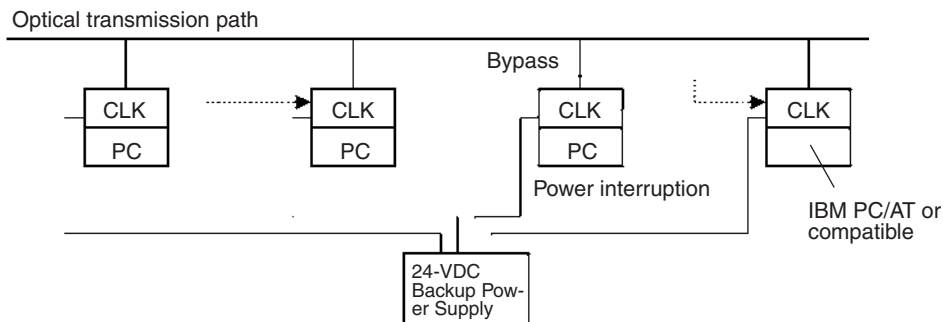 Optical transmission path
Bypass
CLK
CLK
CLK
CLK
PC
PC
PC
Power interruption
IBM PC/AT or
compatible
24-VDC
Backup Pow-
er Supply